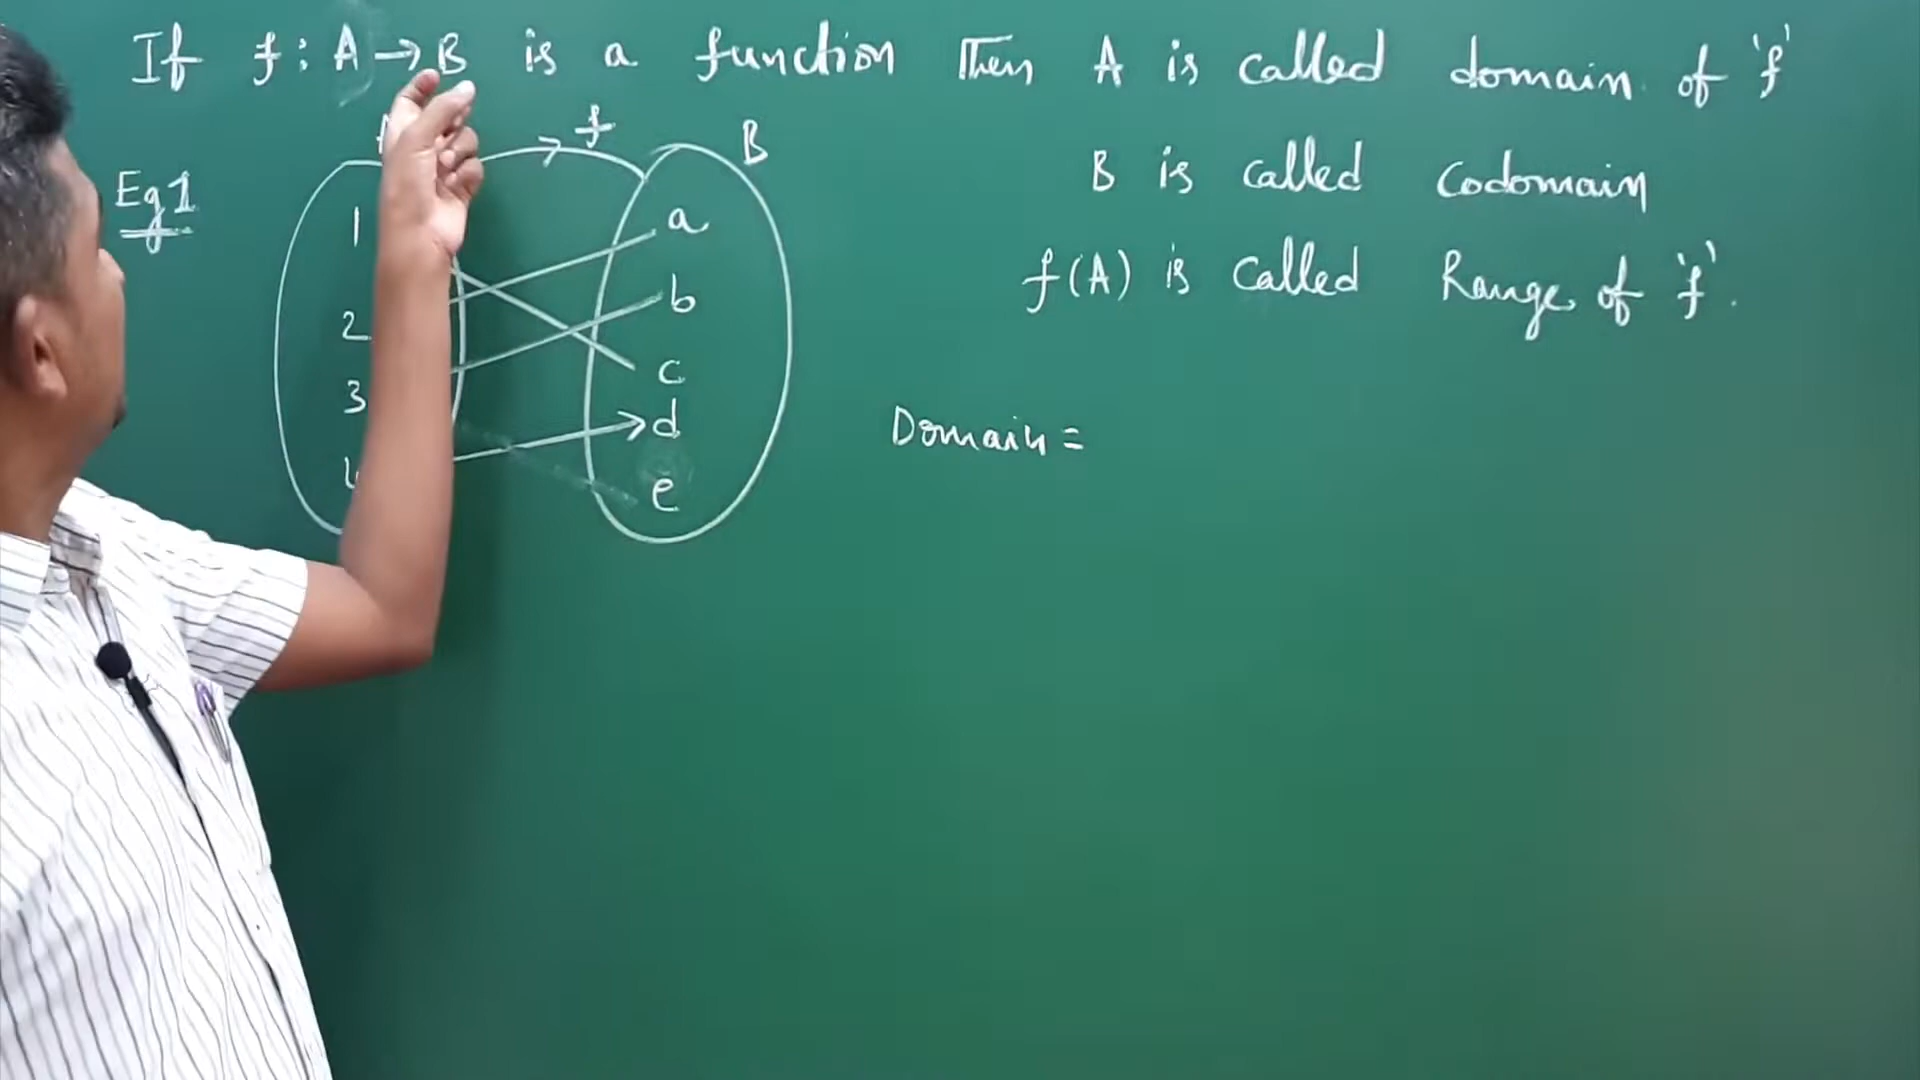 If f : A → B is a function Then A is called domain of 'f'
B is called Codomain
f(A) is called Range of 'f'.
Eg 1
f
B
1
2
3
a
b
c
d
e
Domain =